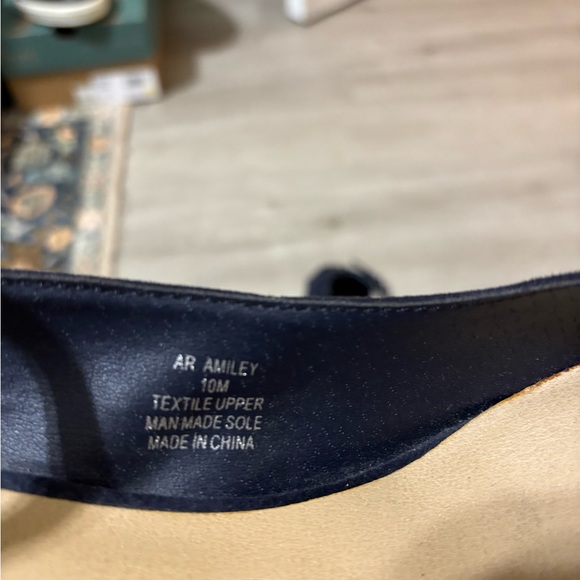 AR AMILEY
10M
TEXTILE UPPER
MAN MADE SOLE
MADE IN CHINA